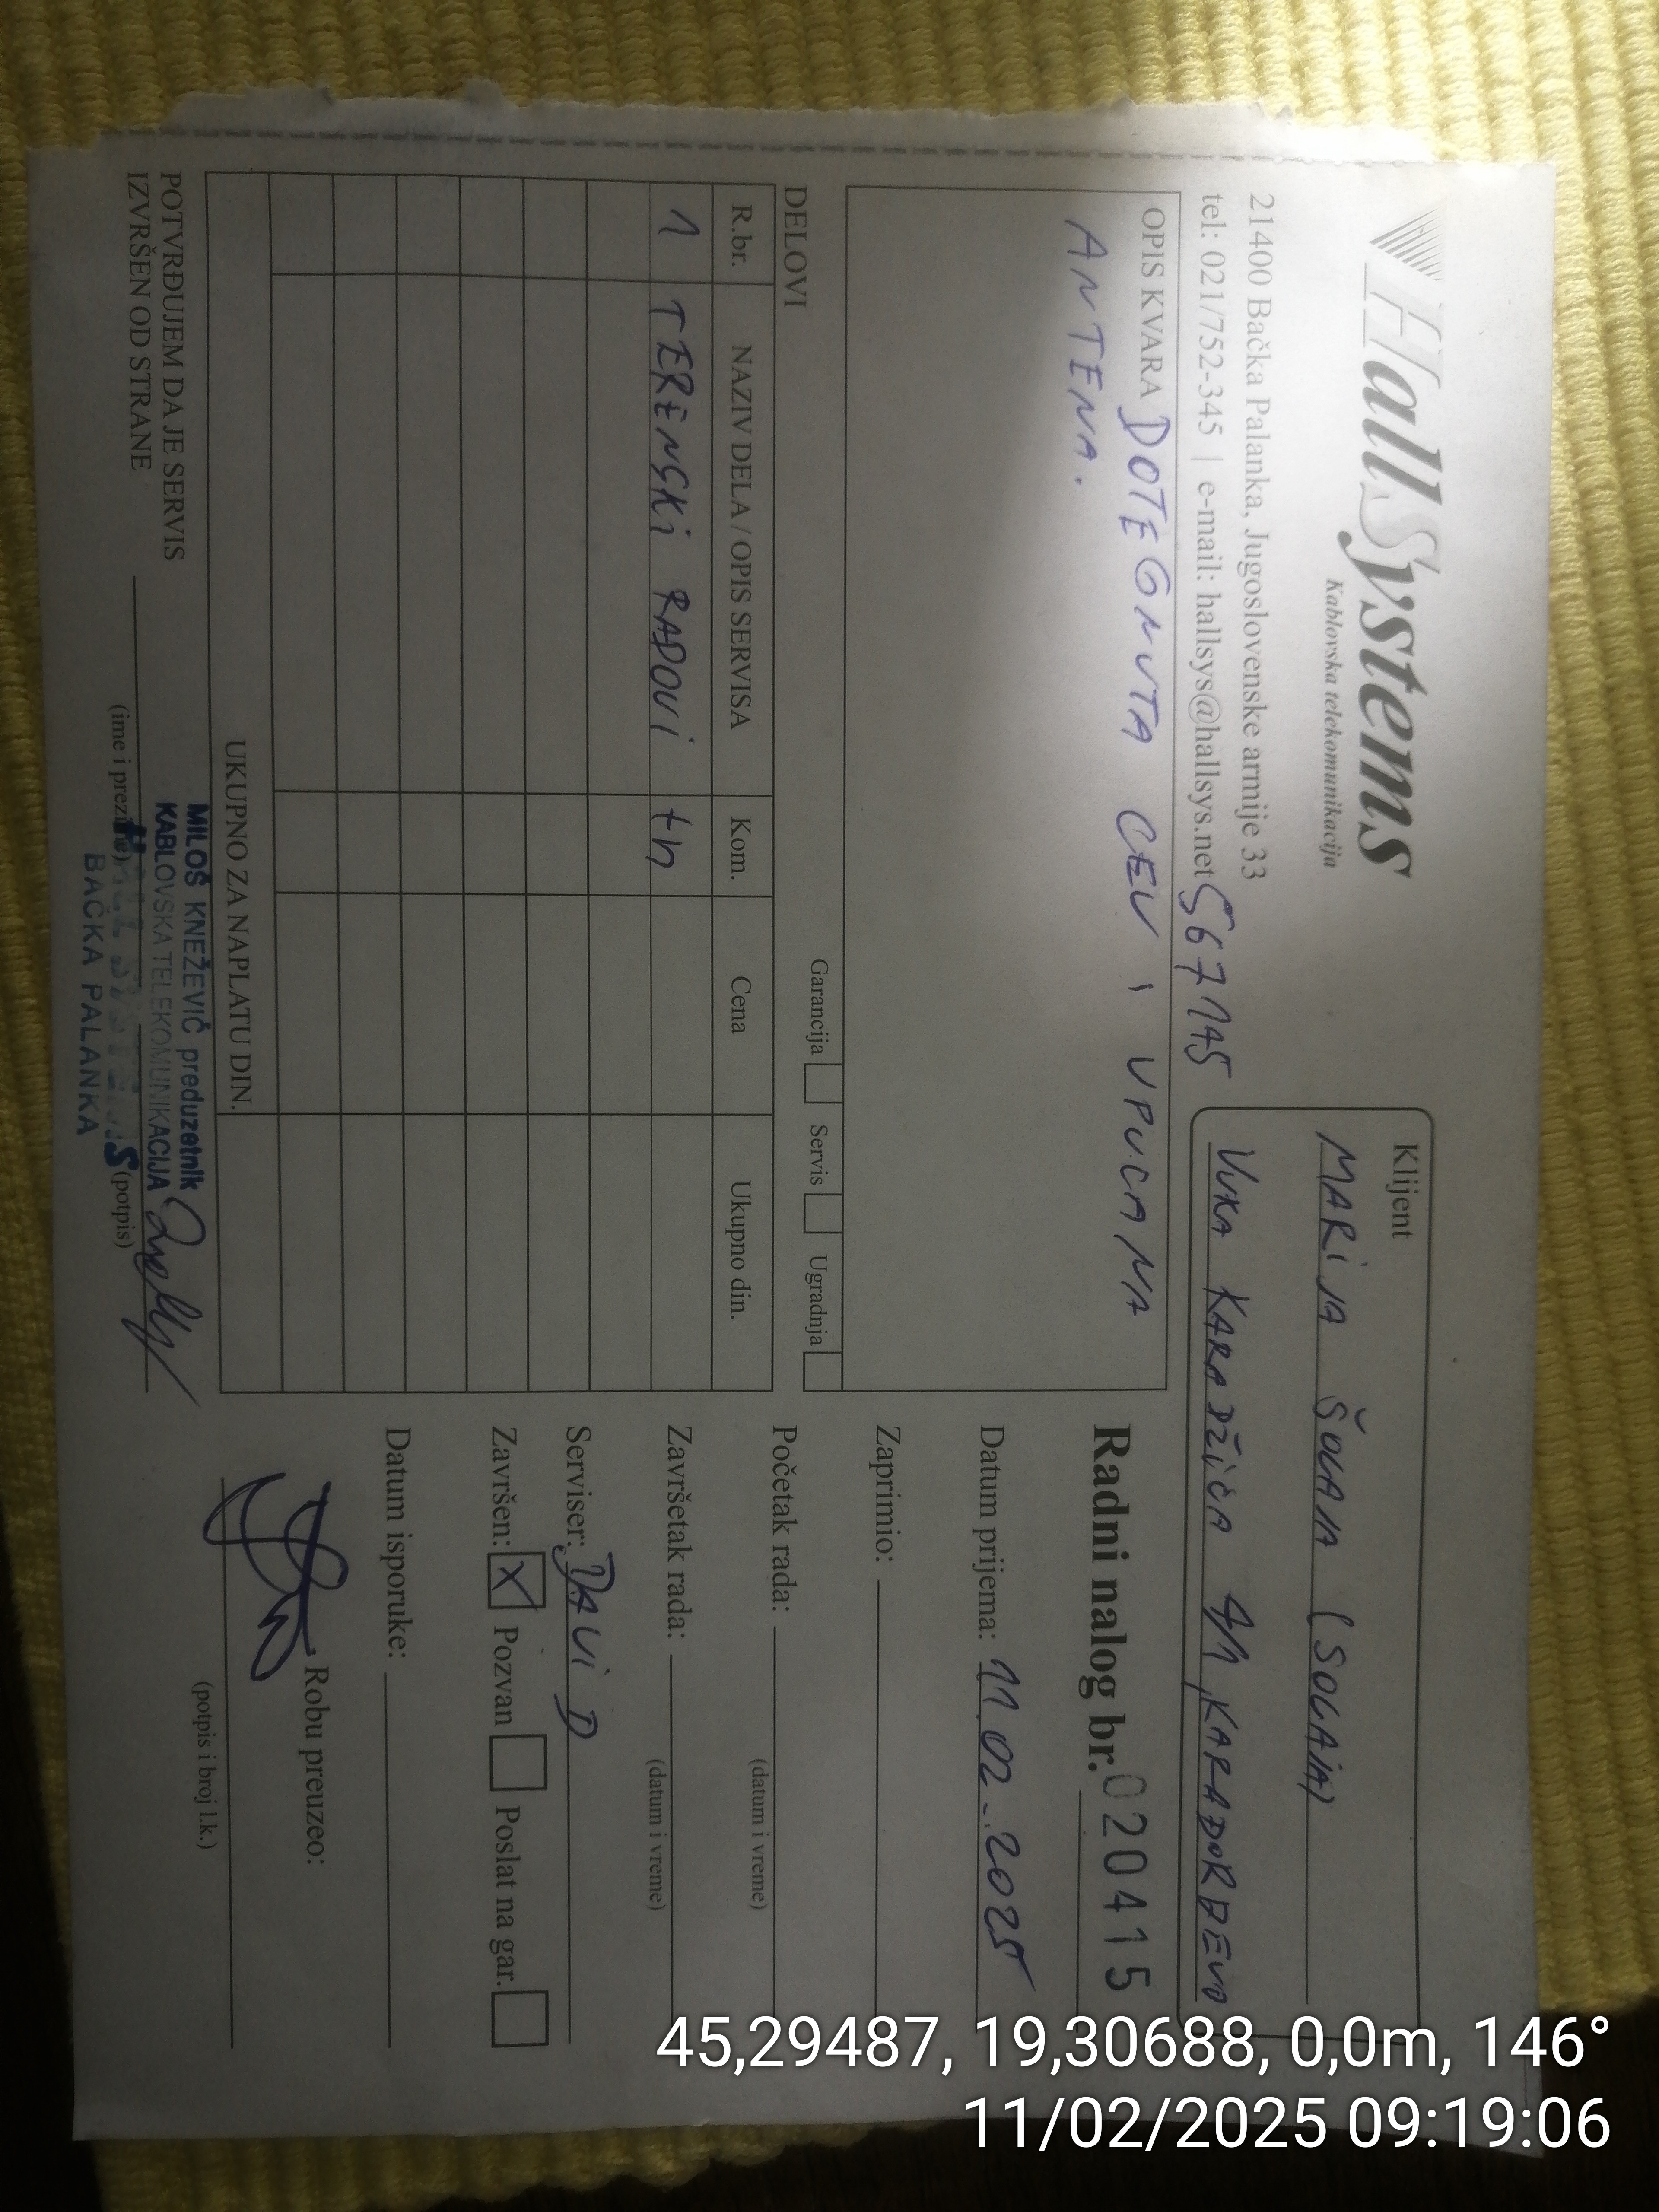 HallSystems
Kablovska telekomunikacija
21400 Bačka Palanka, Jugoslovenske armije 33
tel: 021/752-345 | e-mail: hallsys@hallsys.net
567145
Klijent
MARIJA ŠOVAN
VUKA KARADŽIĆA KARAĐORĐEVO
OPIS KVARA DOTEGNUTA CEV I UPUCANA
ANTENA.
Radni nalog br. 020415
Datum prijema: 11.02.2025
Zaprimio:
Početak rada:
(datum i vreme)
Završetak rada:
(datum i vreme)
Serviser: DAVID
Završen: X Pozvan Poslat na gar.
Datum isporuke:
Robu preuzeo:
(potpis i broj l.k.)
Garancija Servis Ugradnja
DELOVI
R.br. NAZIV DELA / OPIS SERVISA Kom. Cena Ukupno din.
1 TERENSKI RADOVI
UKUPNO ZA NAPLATU DIN.
POTVRĐUJEM DA JE SERVIS
IZVRŠEN OD STRANE
(ime i prezime) (potpis)
MILOŠ KNEŽEVIĆ preduzetnik
KABLOVSKA TELEKOMUNIKACIJA
HALL SYSTEMS
BAČKA PALANKA
45,29487, 19,30688, 0,0m, 146°
11/02/2025 09:19:06